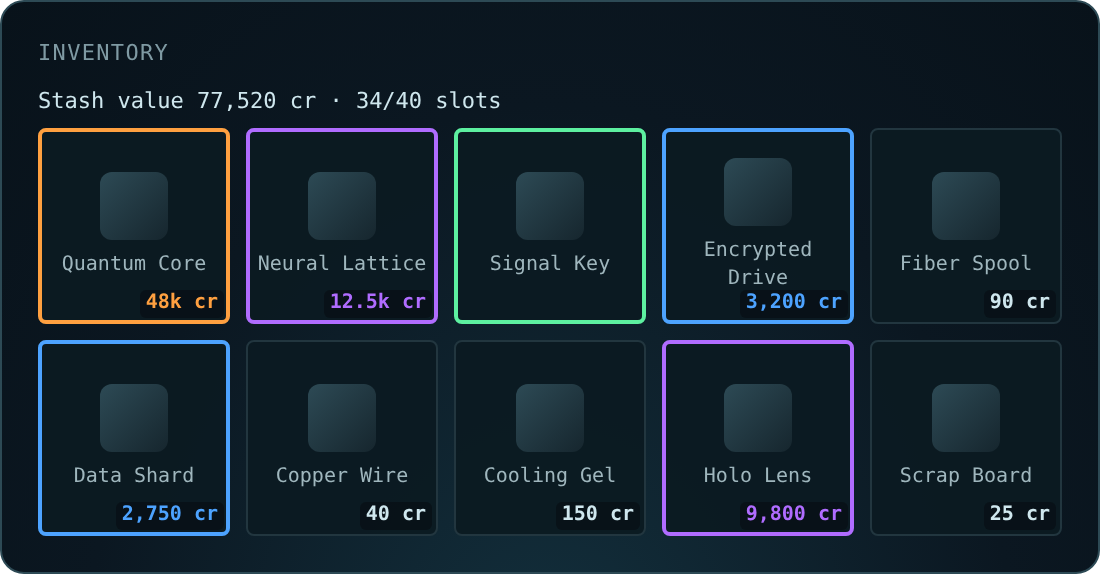 INVENTORY
Stash value 77,520 cr · 34/40 slots
Quantum Core
48k cr
Neural Lattice
12.5k cr
Signal Key
Encrypted
Drive
3,200 cr
Fiber Spool
90 cr
Data Shard
2,750 cr
Copper Wire
40 cr
Cooling Gel
150 cr
Holo Lens
9,800 cr
Scrap Board
25 cr